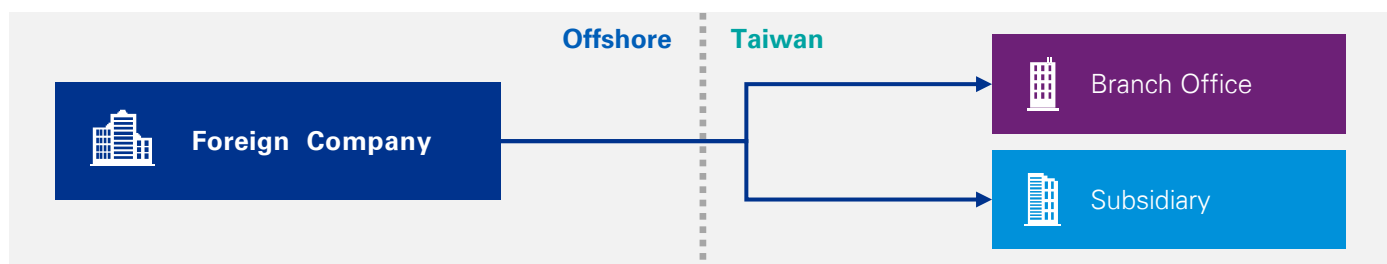 Offshore
Taiwan
Foreign Company
Branch Office
Subsidiary